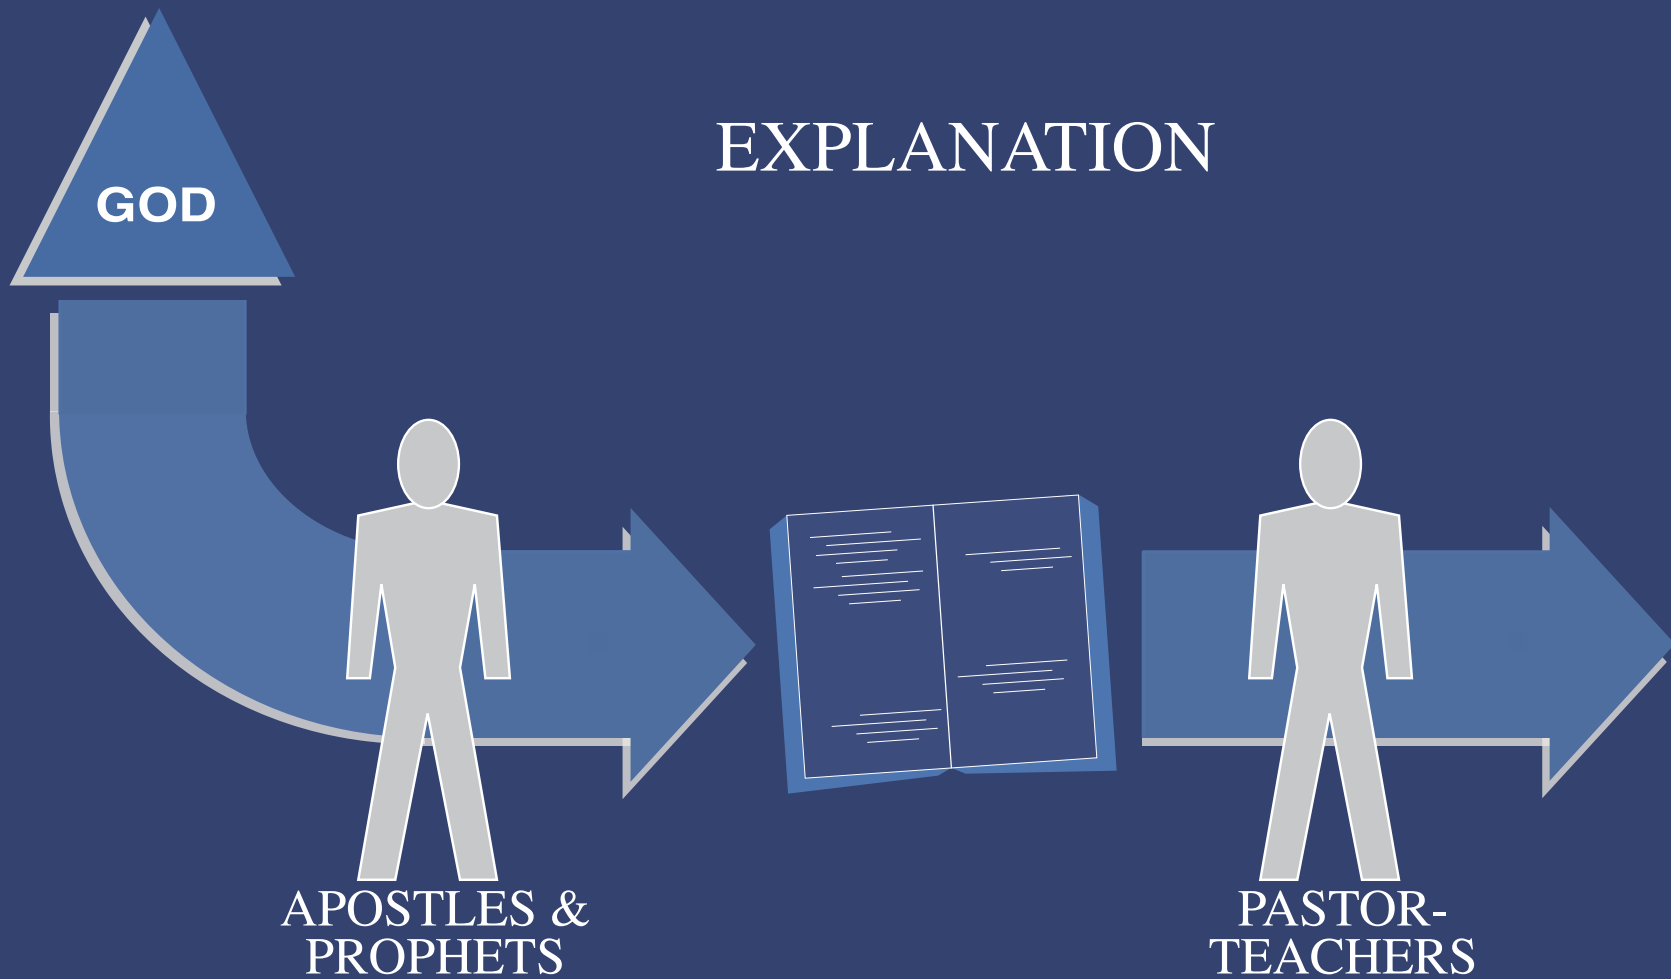 EXPLANATION
GOD
APOSTLES &
PROPHETS
PASTOR-
TEACHERS